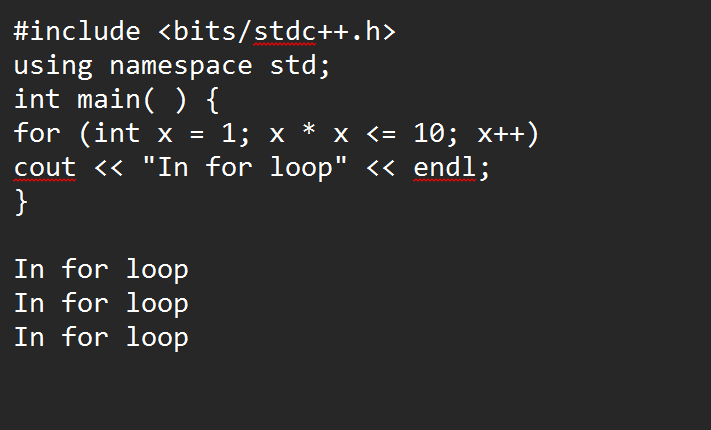 #include <bits/stdc++.h>
using namespace std;
int main( ) {
for (int x = 1; x * x <= 10; x++)
cout << "In for loop" << endl;
}
In for loop
In for loop
In for loop